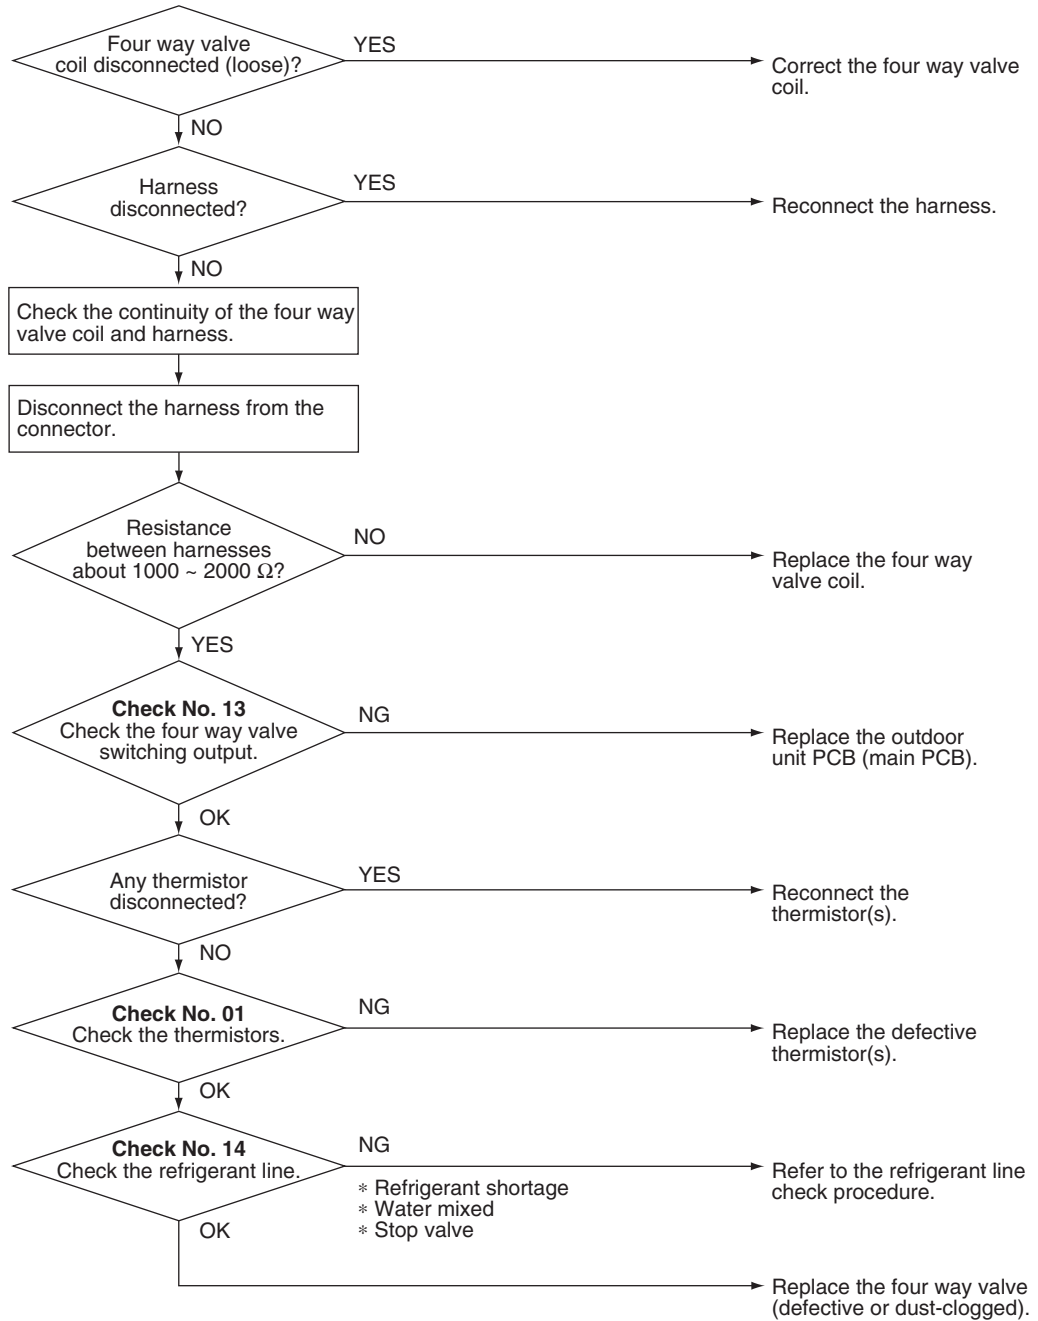 Four way valve
coil disconnected (loose)?
YES
Correct the four way valve
coil.
NO
Harness
disconnected?
YES
Reconnect the harness.
NO
Check the continuity of the four way
valve coil and harness.
Disconnect the harness from the
connector.
Resistance
between harnesses
about 1000 ~ 2000 Ω?
NO
Replace the four way
valve coil.
YES
Check No. 13
Check the four way valve
switching output.
NG
Replace the outdoor
unit PCB (main PCB).
OK
Any thermistor
disconnected?
YES
Reconnect the
thermistor(s).
NO
Check No. 01
Check the thermistors.
NG
Replace the defective
thermistor(s).
OK
Check No. 14
Check the refrigerant line.
NG
∗ Refrigerant shortage
∗ Water mixed
∗ Stop valve
Refer to the refrigerant line
check procedure.
OK
Replace the four way valve
(defective or dust-clogged).